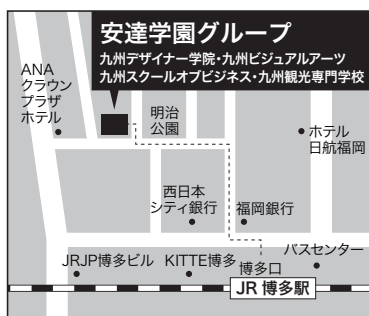 安達学園グループ
九州デザイナー学院・九州ビジュアルアーツ
九州スクールオブビジネス・九州観光専門学校
ANA
クラウン
プラザ
ホテル
明治
公園
ホテル
日航福岡
西日本
シティ銀行
福岡銀行
JRJP博多ビル
KITTE博多
博多口
バスセンター
JR 博多駅